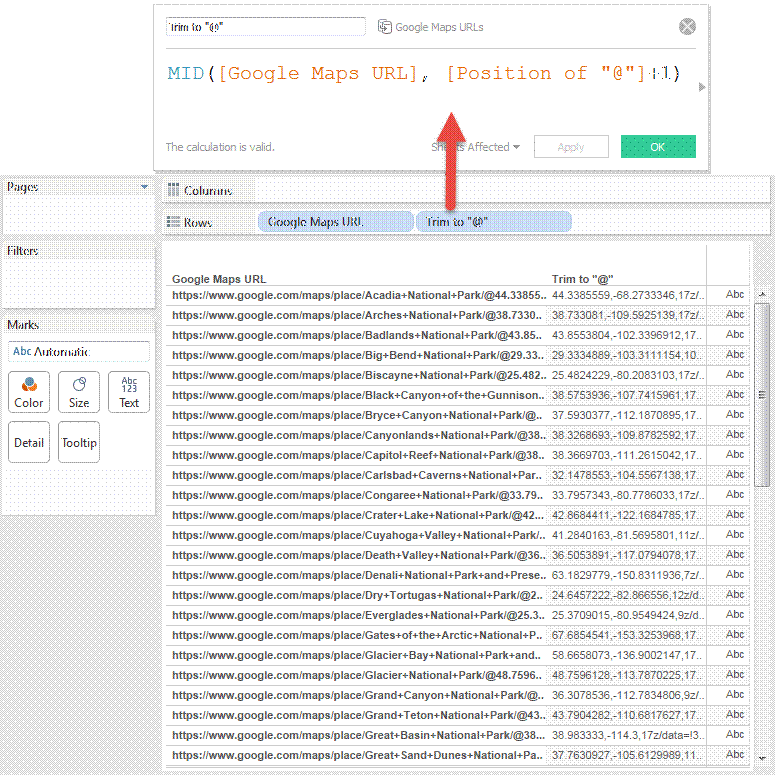 Trim to "@"
Google Maps URLs
MID([Google Maps URL], [Position of "@"]+1)
The calculation is valid.
Sheets Affected
Apply
OK
Pages
Columns
Rows
Google Maps URL
Trim to "@"
Filters
Marks
Abc Automatic
Color
Size
Abc
123
Text
Detail
Tooltip
Google Maps URL Trim to "@"
https://www.google.com/maps/place/Acadia+National+Park/@44.33855.. 44.3385559,-68.2733346,17z/.. Abc
https://www.google.com/maps/place/Arches+National+Park/@38.7330.. 38.733081,-109.5925139,17z/.. Abc
https://www.google.com/maps/place/Badlands+National+Park/@43.85.. 43.8553804,-102.3396912,17.. Abc
https://www.google.com/maps/place/Big+Bend+National+Park/@29.33.. 29.3334889,-103.3111154,10.. Abc
https://www.google.com/maps/place/Biscayne+National+Park/@25.482.. 25.4824229,-80.2083103,17z/.. Abc
https://www.google.com/maps/place/Black+Canyon+of+the+Gunnison.. 38.5753936,-107.7415961,17.. Abc
https://www.google.com/maps/place/Bryce+Canyon+National+Park/@.. 37.5930377,-112.1870895,17.. Abc
https://www.google.com/maps/place/Canyonlands+National+Park/@38.. 38.3268693,-109.8782592,17.. Abc
https://www.google.com/maps/place/Capitol+Reef+National+Park/@38.. 38.3669703,-111.2615042,17.. Abc
https://www.google.com/maps/place/Carlsbad+Caverns+National+Par.. 32.1478553,-104.5567138,17.. Abc
https://www.google.com/maps/place/Congaree+National+Park/@33.79.. 33.7957343,-80.7786033,17z/.. Abc
https://www.google.com/maps/place/Crater+Lake+National+Park/@42... 42.8684411,-122.1684785,17.. Abc
https://www.google.com/maps/place/Cuyahoga+Valley+National+Park/.. 41.2840163,-81.5695801,11z/.. Abc
https://www.google.com/maps/place/Death+Valley+National+Park/@36.. 36.5053891,-117.0794078,17.. Abc
https://www.google.com/maps/place/Denali+National+Park+and+Prese.. 63.1829779,-150.8311936,7z/.. Abc
https://www.google.com/maps/place/Dry+Tortugas+National+Park/@2.. 24.6457222,-82.866556,12z/d.. Abc
https://www.google.com/maps/place/Everglades+National+Park/@25.3.. 25.3709015,-80.9549424,9z/d.. Abc
https://www.google.com/maps/place/Gates+of+the+Arctic+National+P.. 67.6854541,-153.3253968,17.. Abc
https://www.google.com/maps/place/Glacier+Bay+National+Park+and.. 58.6658073,-136.9002147,17.. Abc
https://www.google.com/maps/place/Glacier+National+Park/@48.7596.. 48.7596128,-113.7870225,17.. Abc
https://www.google.com/maps/place/Grand+Canyon+National+Park/@.. 36.3078536,-112.7834806,9z/.. Abc
https://www.google.com/maps/place/Grand+Teton+National+Park/@43.. 43.7904282,-110.6817627,17.. Abc
https://www.google.com/maps/place/Great+Basin+National+Park/@38.. 38.983333,-114.3,17z/data=!3.. Abc
https://www.google.com/maps/place/Great+Sand+Dunes+National+Pa.. 37.7630927,-105.6129989,11.. Abc